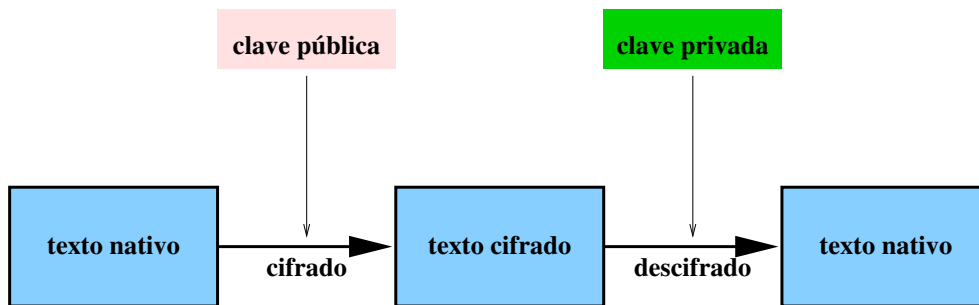 clave pública
clave privada
texto nativo
cifrado
texto cifrado
descifrado
texto nativo